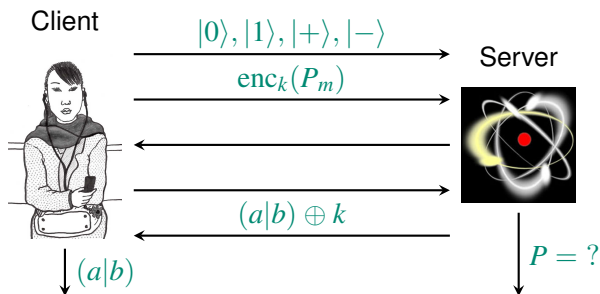 Client
|0⟩, |1⟩, |+⟩, |−⟩
Server
enc_k(P_m)
(a|b) ⊕ k
(a|b)
P = ?